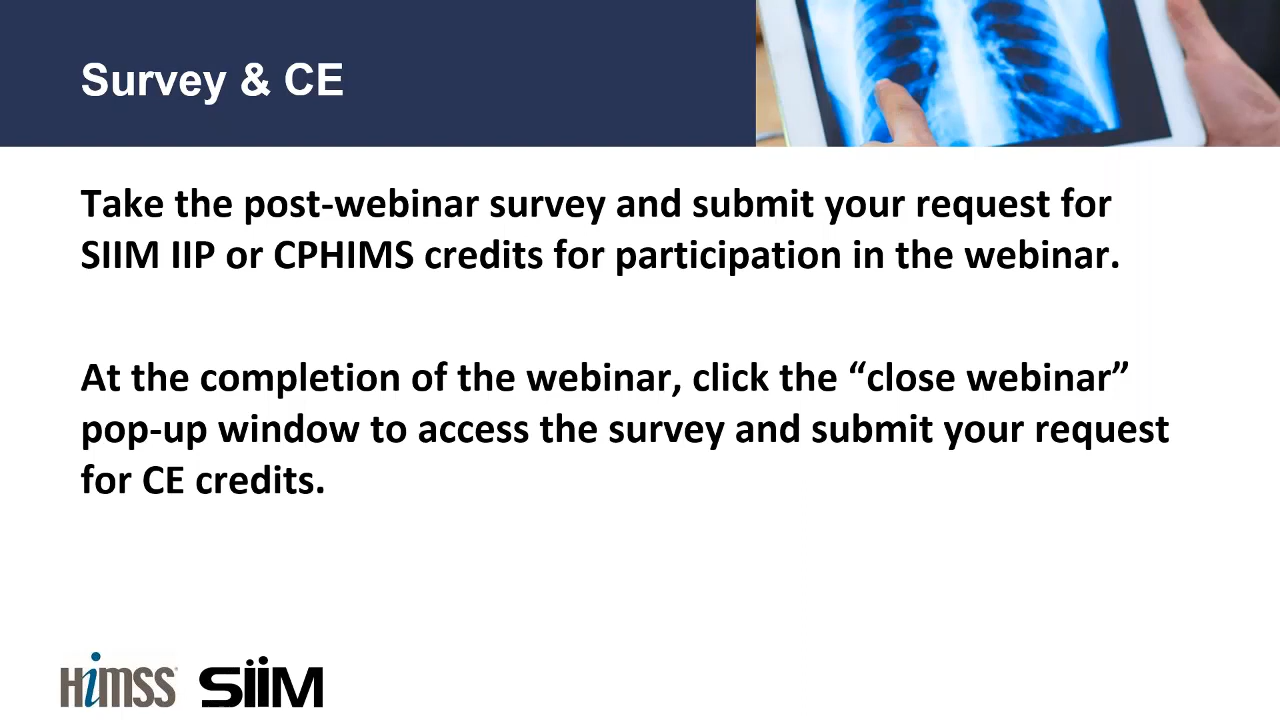 Survey & CE
Take the post-webinar survey and submit your request for
SIIM IIP or CPHIMS credits for participation in the webinar.
At the completion of the webinar, click the “close webinar”
pop-up window to access the survey and submit your request
for CE credits.
HiMSS SiiM